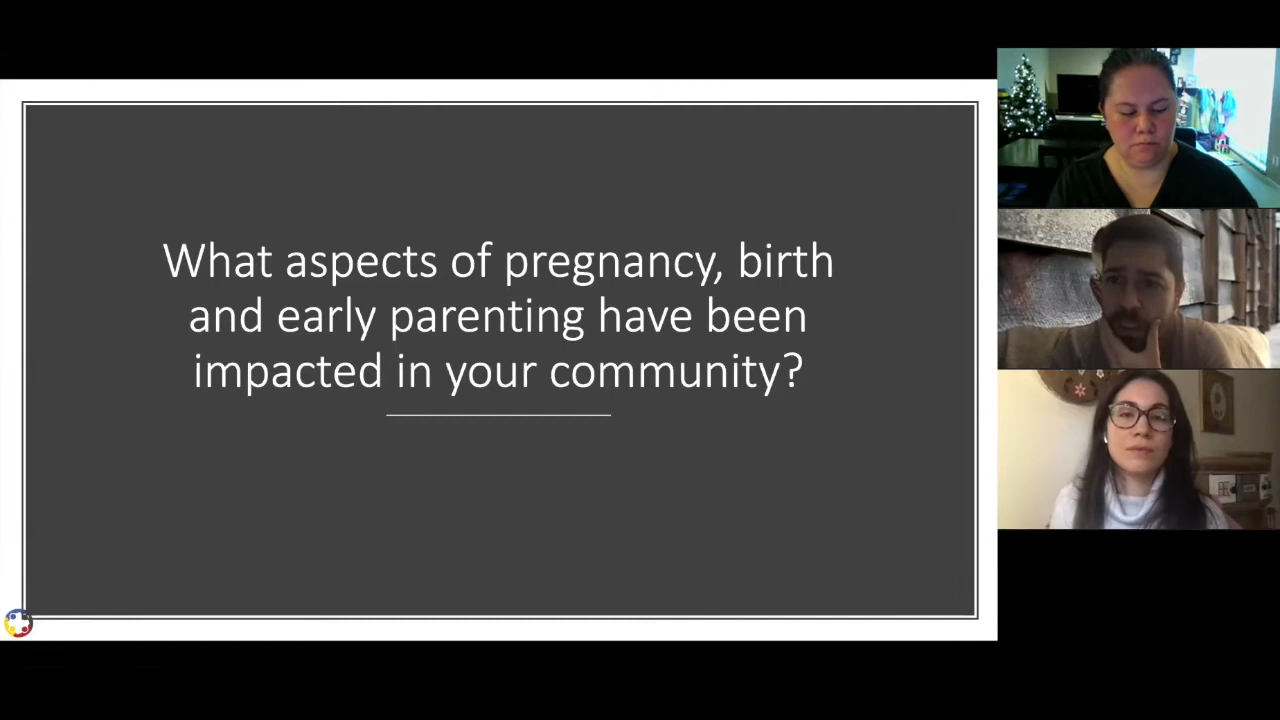 What aspects of pregnancy, birth
and early parenting have been
impacted in your community?